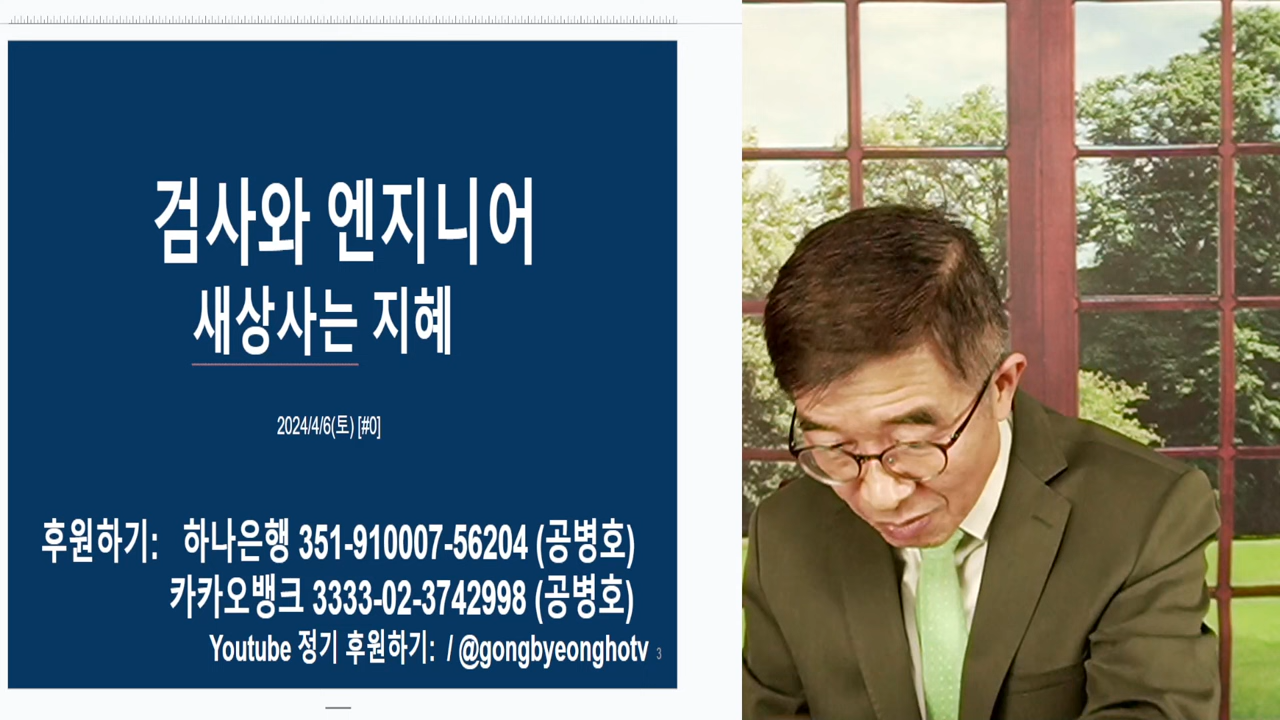 검사와 엔지니어
새상사는 지혜
2024/4/6(토) [#0]
후원하기: 하나은행 351-910007-56204 (공병호)
카카오뱅크 3333-02-3742998 (공병호)
Youtube 정기 후원하기: / @gongbyeonghotv
3